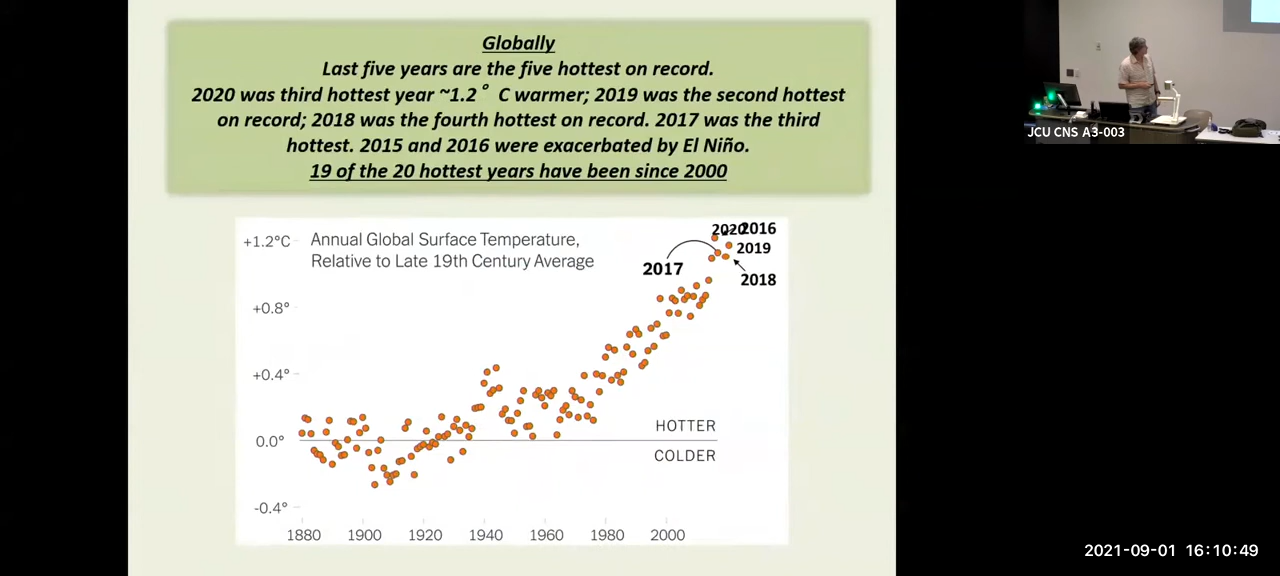 Globally
Last five years are the five hottest on record.
2020 was third hottest year ~1.2° C warmer; 2019 was the second hottest
on record; 2018 was the fourth hottest on record. 2017 was the third
hottest. 2015 and 2016 were exacerbated by El Niño.
19 of the 20 hottest years have been since 2000
JCU CNS A3-003
+1.2°C
Annual Global Surface Temperature,
Relative to Late 19th Century Average
2020 2016
2019
2017
2018
+0.8°
+0.4°
HOTTER
0.0°
COLDER
-0.4°
1880 1900 1920 1940 1960 1980 2000
2021-09-01 16:10:49